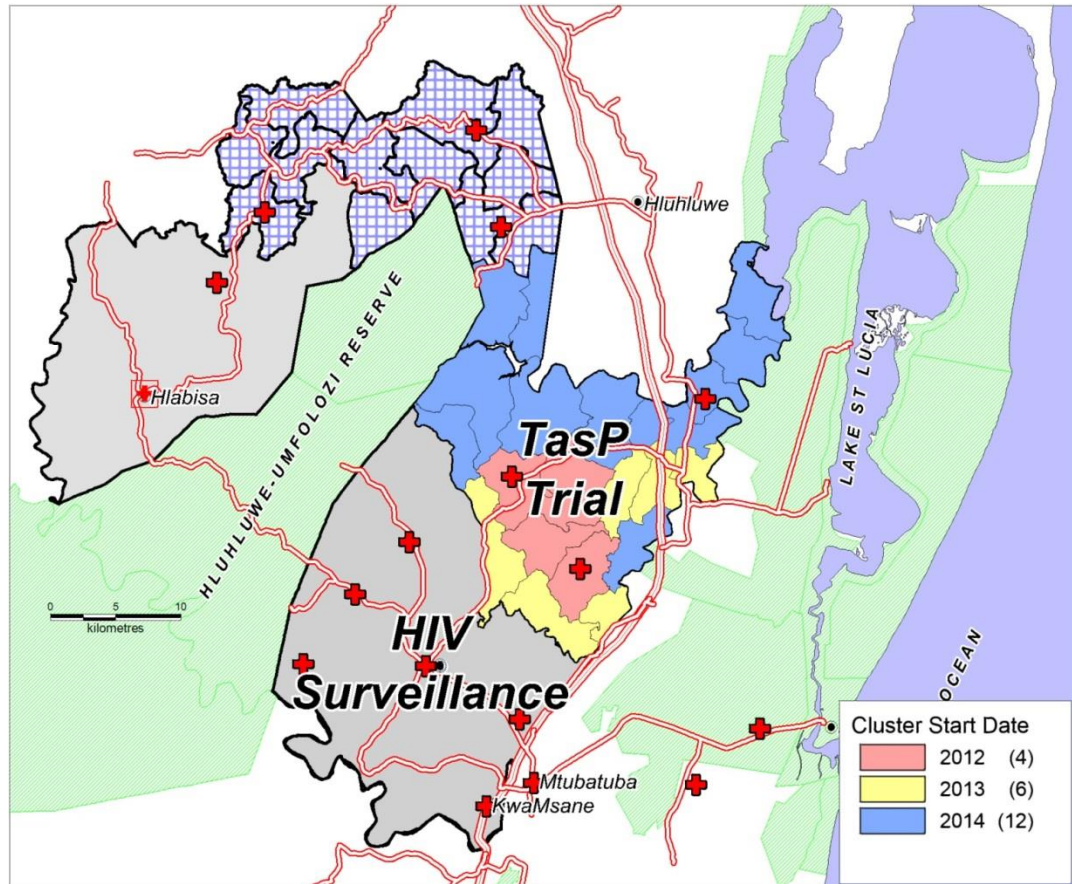 Hluhluwe
HLUHLUWE-UMFOLOZI RESERVE
LAKE ST LUCIA
Hlabisa
TasP
Trial
0 5 10
kilometres
HIV
Surveillance
OCEAN
Mtubatuba
KwaMsane
Cluster Start Date
2012 (4)
2013 (6)
2014 (12)